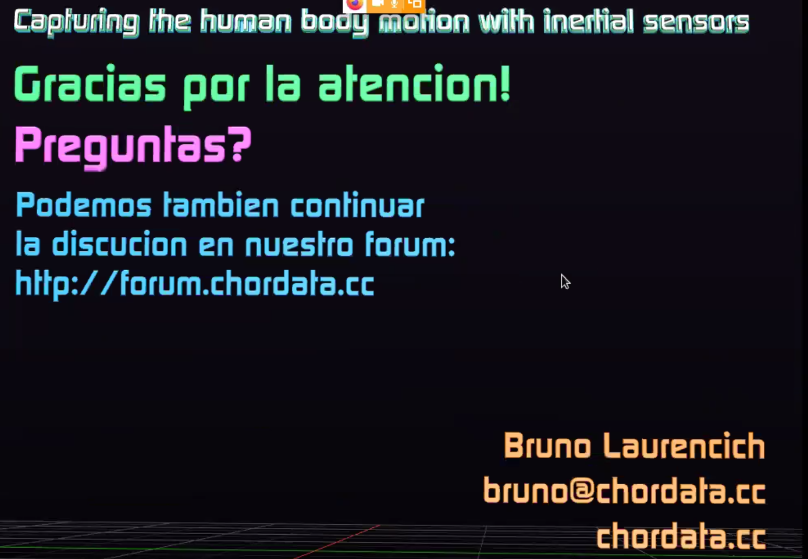 Capturing the human body motion with inertial sensors
Gracias por la atencion!
Preguntas?
Podemos tambien continuar
la discucion en nuestro forum:
http://forum.chordata.cc
Bruno Laurencich
bruno@chordata.cc
chordata.cc